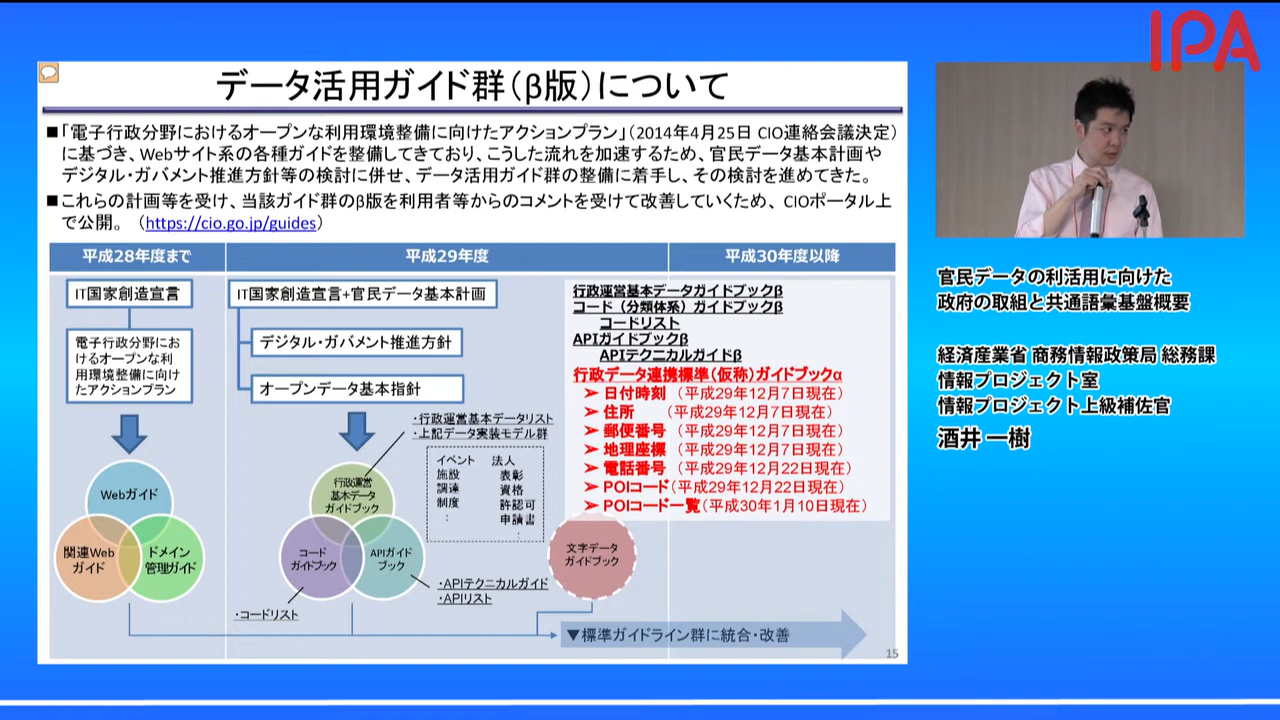 IPA
データ活用ガイド群（β版）について
■「電子行政分野におけるオープンな利用環境整備に向けたアクションプラン」（2014年4月25日 CIO連絡会議決定）
に基づき、Webサイト系の各種ガイドを整備してきており、こうした流れを加速するため、官民データ基本計画や
デジタル・ガバメント推進方針等の検討に併せ、データ活用ガイド群の整備に着手し、その検討を進めてきた。
■これらの計画等を受け、当該ガイド群のβ版を利用者等からのコメントを受けて改善していくため、CIOポータル上
で公開。（https://cio.go.jp/guides）
平成28年度まで
平成29年度
平成30年度以降
IT国家創造宣言
電子行政分野にお
けるオープンな利
用環境整備に向け
たアクションプラン
Webガイド
関連Web
ガイド
ドメイン
管理ガイド
IT国家創造宣言+官民データ基本計画
デジタル・ガバメント推進方針
オープンデータ基本指針
・行政運営基本データリスト
・上記データ実装モデル群
イベント 法人
施設 表彰
調達 資格
制度 許認可
： 申請書
：
行政運営
基本データ
ガイドブック
コード
ガイドブック
APIガイド
ブック
・コードリスト
・APIテクニカルガイド
・APIリスト
行政運営基本データガイドブックβ
コード（分類体系）ガイドブックβ
コードリスト
APIガイドブックβ
APIテクニカルガイドβ
行政データ連携標準（仮称）ガイドブックα
➢ 日付時刻 （平成29年12月7日現在）
➢ 住所 （平成29年12月7日現在）
➢ 郵便番号 （平成29年12月7日現在）
➢ 地理座標 （平成29年12月7日現在）
➢ 電話番号 （平成29年12月22日現在）
➢ POIコード（平成29年12月22日現在）
➢ POIコード一覧（平成30年1月10日現在）
文字データ
ガイドブック
▼標準ガイドライン群に統合・改善
15
官民データの利活用に向けた
政府の取組と共通語彙基盤概要
経済産業省 商務情報政策局 総務課
情報プロジェクト室
情報プロジェクト上級補佐官
酒井 一樹